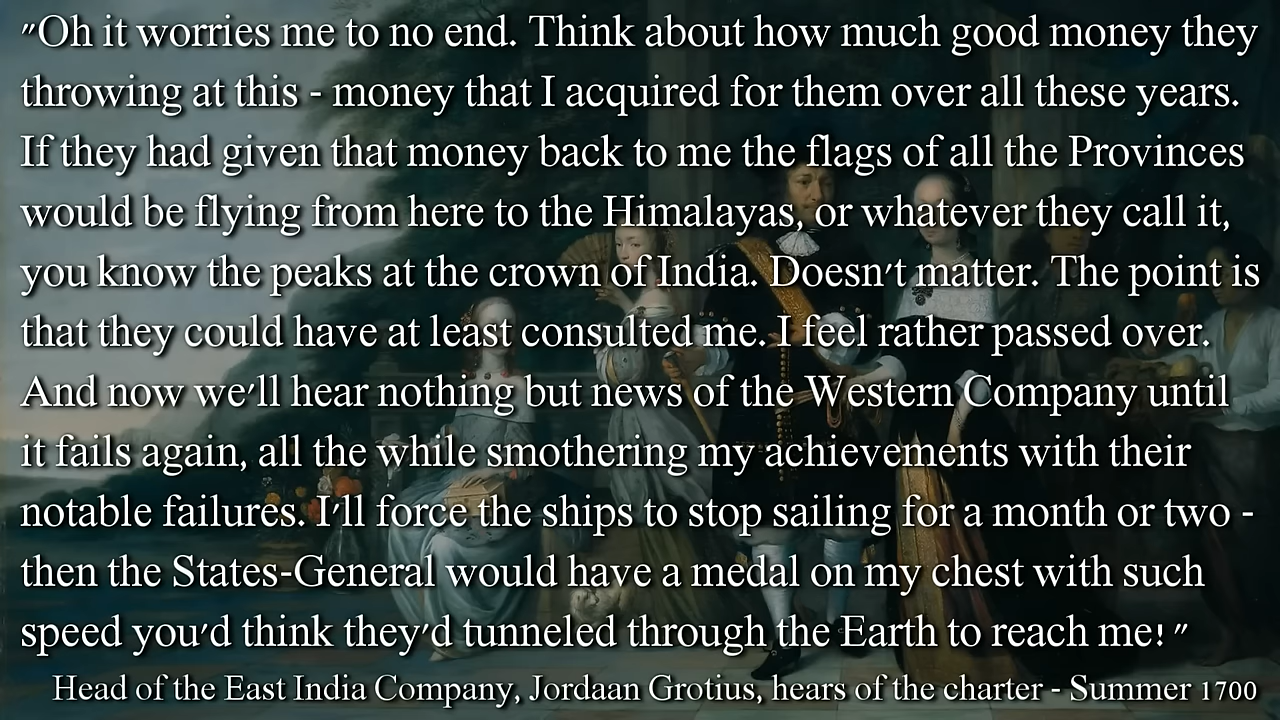 "Oh it worries me to no end. Think about how much good money they
throwing at this - money that I acquired for them over all these years.
If they had given that money back to me the flags of all the Provinces
would be flying from here to the Himalayas, or whatever they call it,
you know the peaks at the crown of India. Doesn't matter. The point is
that they could have at least consulted me. I feel rather passed over.
And now we'll hear nothing but news of the Western Company until
it fails again, all the while smothering my achievements with their
notable failures. I'll force the ships to stop sailing for a month or two -
then the States-General would have a medal on my chest with such
speed you'd think they'd tunneled through the Earth to reach me! "
Head of the East India Company, Jordaan Grotius, hears of the charter - Summer 1700